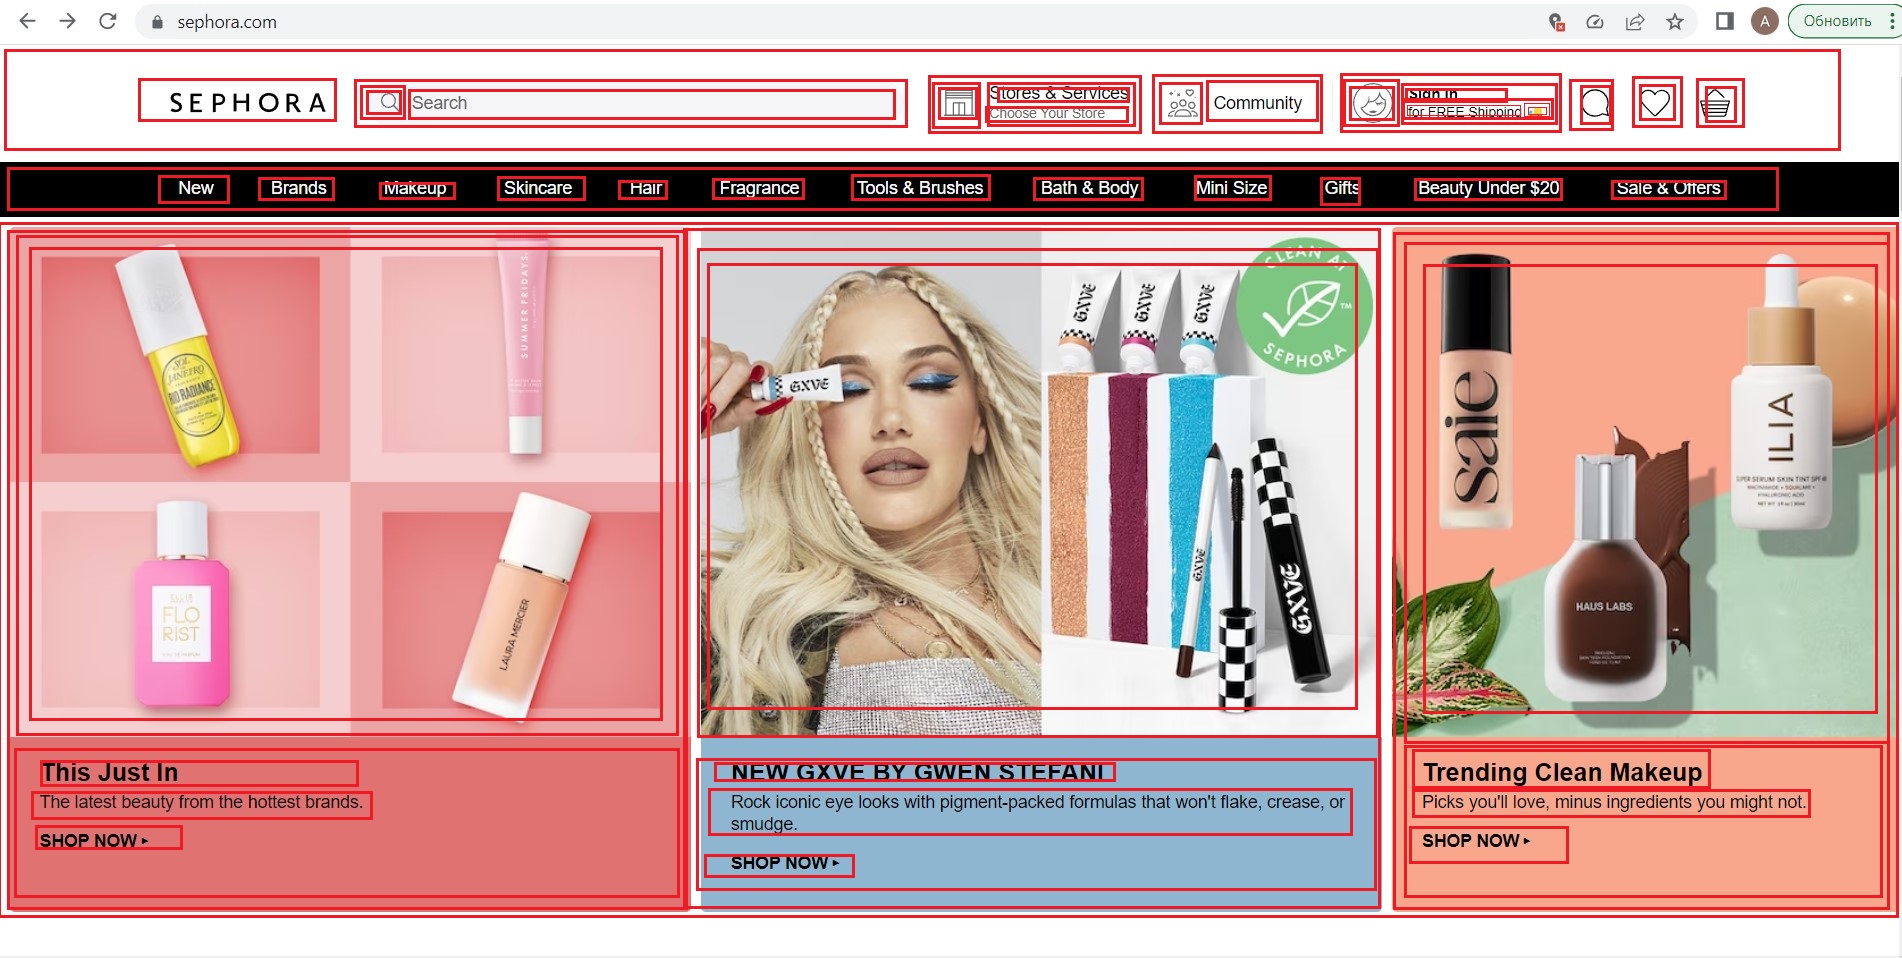 sephora.com
A
Обновить
SEPHORA
Search
Stores & Services
Choose Your Store
Community
Sign In
for FREE Shipping
New Brands Makeup Skincare Hair Fragrance Tools & Brushes Bath & Body Mini Size Gifts Beauty Under $20 Sale & Offers
SOL DE JANEIRO
RIO RADIANCE
SUMMER FRIDAYS
FLO
RIST
LAURA MERCIER
GXVE
GXVE
GXVE
GXVE
GXVE
GXVE
CLEAN AT
SEPHORA
TM
saie
ILIA
SUPER SERUM SKIN TINT SPF 40
NIACINAMIDE + SQUALANE +
HYALURONIC ACID
HAUS LABS
This Just In
The latest beauty from the hottest brands.
SHOP NOW ▸
NEW GXVE BY GWEN STEFANI
Rock iconic eye looks with pigment-packed formulas that won't flake, crease, or
smudge.
SHOP NOW ▸
Trending Clean Makeup
Picks you'll love, minus ingredients you might not.
SHOP NOW ▸